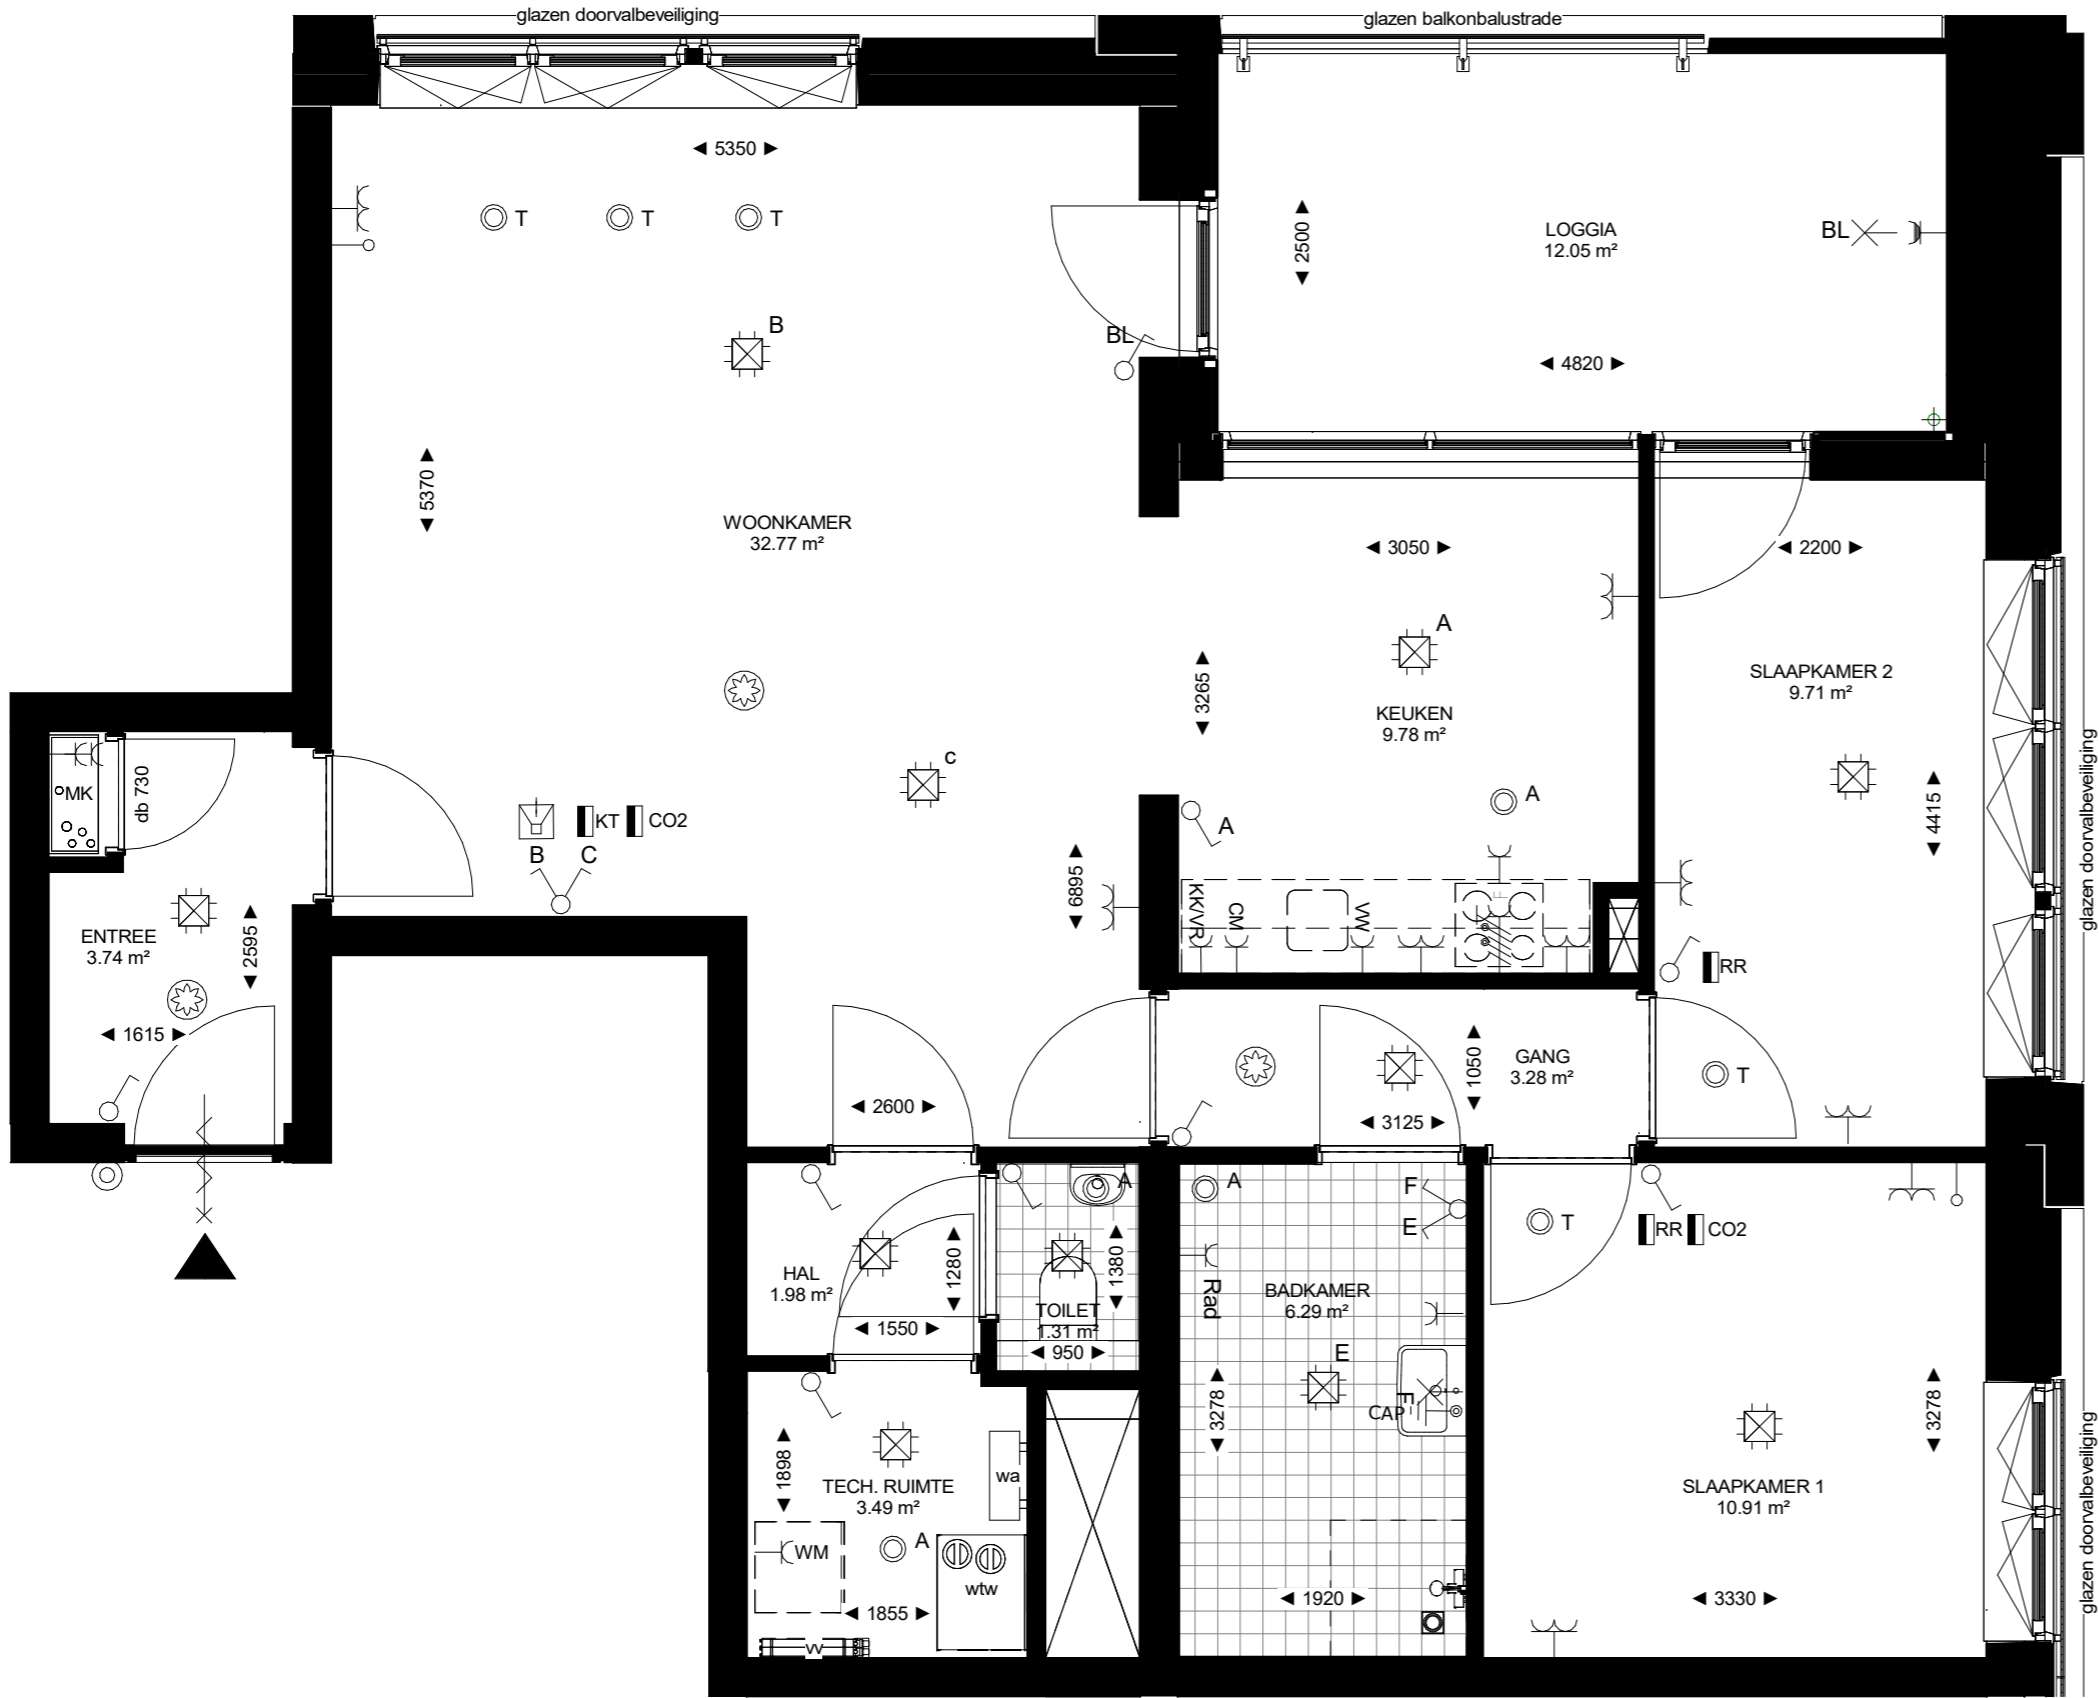 glazen doorvalbeveiliging
glazen balkonbalustrade
◄ 5350 ►
T
T
T
◄ 2500 ►
LOGGIA
12.05 m²
BL
B
BL
◄ 4820 ►
◄ 5370 ►
WOONKAMER
32.77 m²
◄ 3050 ►
◄ 2200 ►
A
◄ 3265 ►
SLAAPKAMER 2
9.71 m²
KEUKEN
9.78 m²
glazen doorvalbeveiliging
c
MK
db 730
A
◄ 4415 ►
KT
CO2
A
B
C
◄ 6895 ►
KK/VR
CM
VW
ENTREE
3.74 m²
◄ 2595 ►
RR
◄ 1615 ►
◄ 1050 ►
GANG
3.28 m²
T
◄ 2600 ►
◄ 3125 ►
A
A
F
E
T
RR
CO2
HAL
1.98 m²
◄ 1280 ►
◄ 1380 ►
Rad
BADKAMER
6.29 m²
TOILET
1.31 m²
◄ 1550 ►
◄ 950 ►
E
◄ 3278 ►
F
CAP
◄ 3278 ►
◄ 1898 ►
TECH. RUIMTE
3.49 m²
wa
SLAAPKAMER 1
10.91 m²
glazen doorvalbeveiliging
WM
A
wtw
◄ 1855 ►
◄ 1920 ►
◄ 3330 ►
W